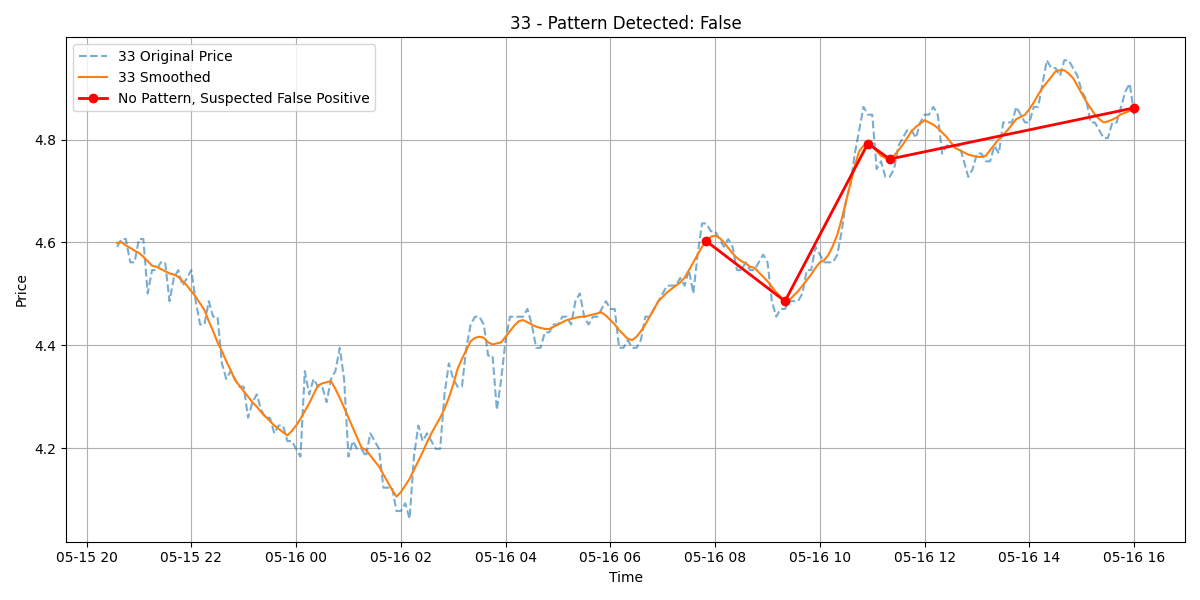 33 - Pattern Detected: False
33 Original Price
33 Smoothed
No Pattern, Suspected False Positive
Price
4.8
4.6
4.4
4.2
05-15 20 05-15 22 05-16 00 05-16 02 05-16 04 05-16 06 05-16 08 05-16 10 05-16 12 05-16 14 05-16 16
Time